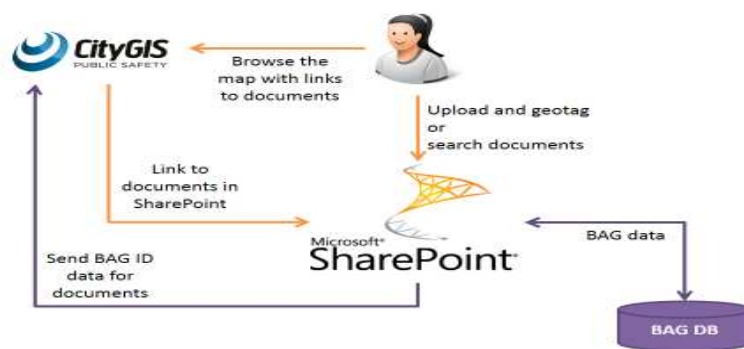 CityGIS
PUBLIC SAFETY
Browse the
map with links
to documents
Upload and geotag
or
search documents
Link to
documents in
SharePoint
Microsoft®
SharePoint®
BAG data
Send BAG ID
data for
documents
BAG DB